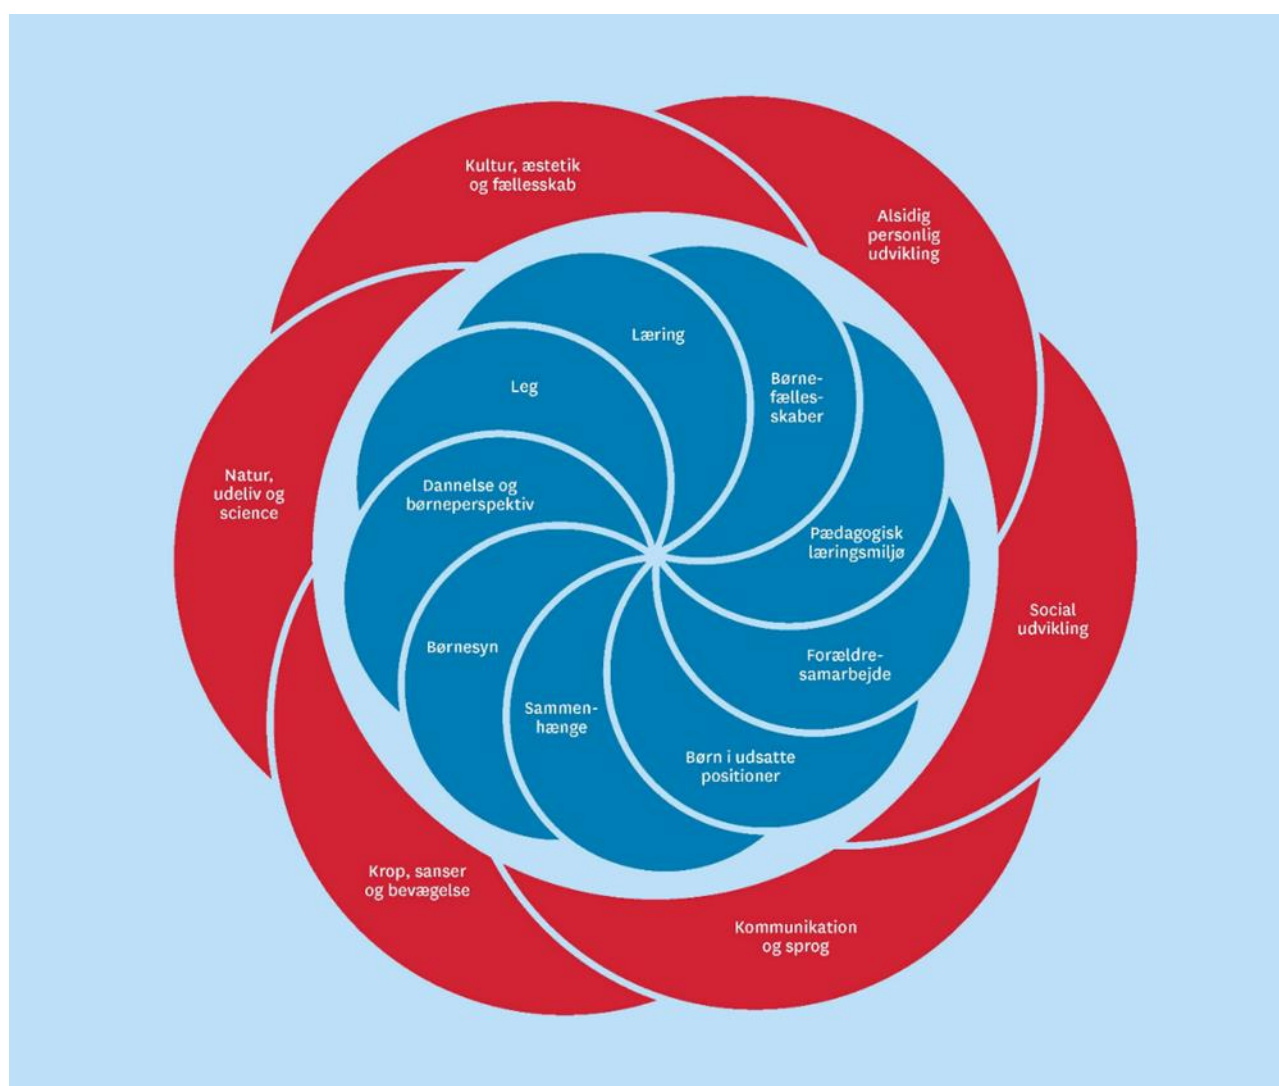 Kultur, æstetik
og fællesskab
Alsidig
personlig
udvikling
Social
udvikling
Kommunikation
og sprog
Krop, sanser
og bevægelse
Natur,
udeliv og
science
Læring
Børne-
fælles-
skaber
Pædagogisk
læringsmiljø
Forældre-
samarbejde
Børn i udsatte
positioner
Sammen-
hænge
Børnesyn
Dannelse og
børneperspektiv
Leg